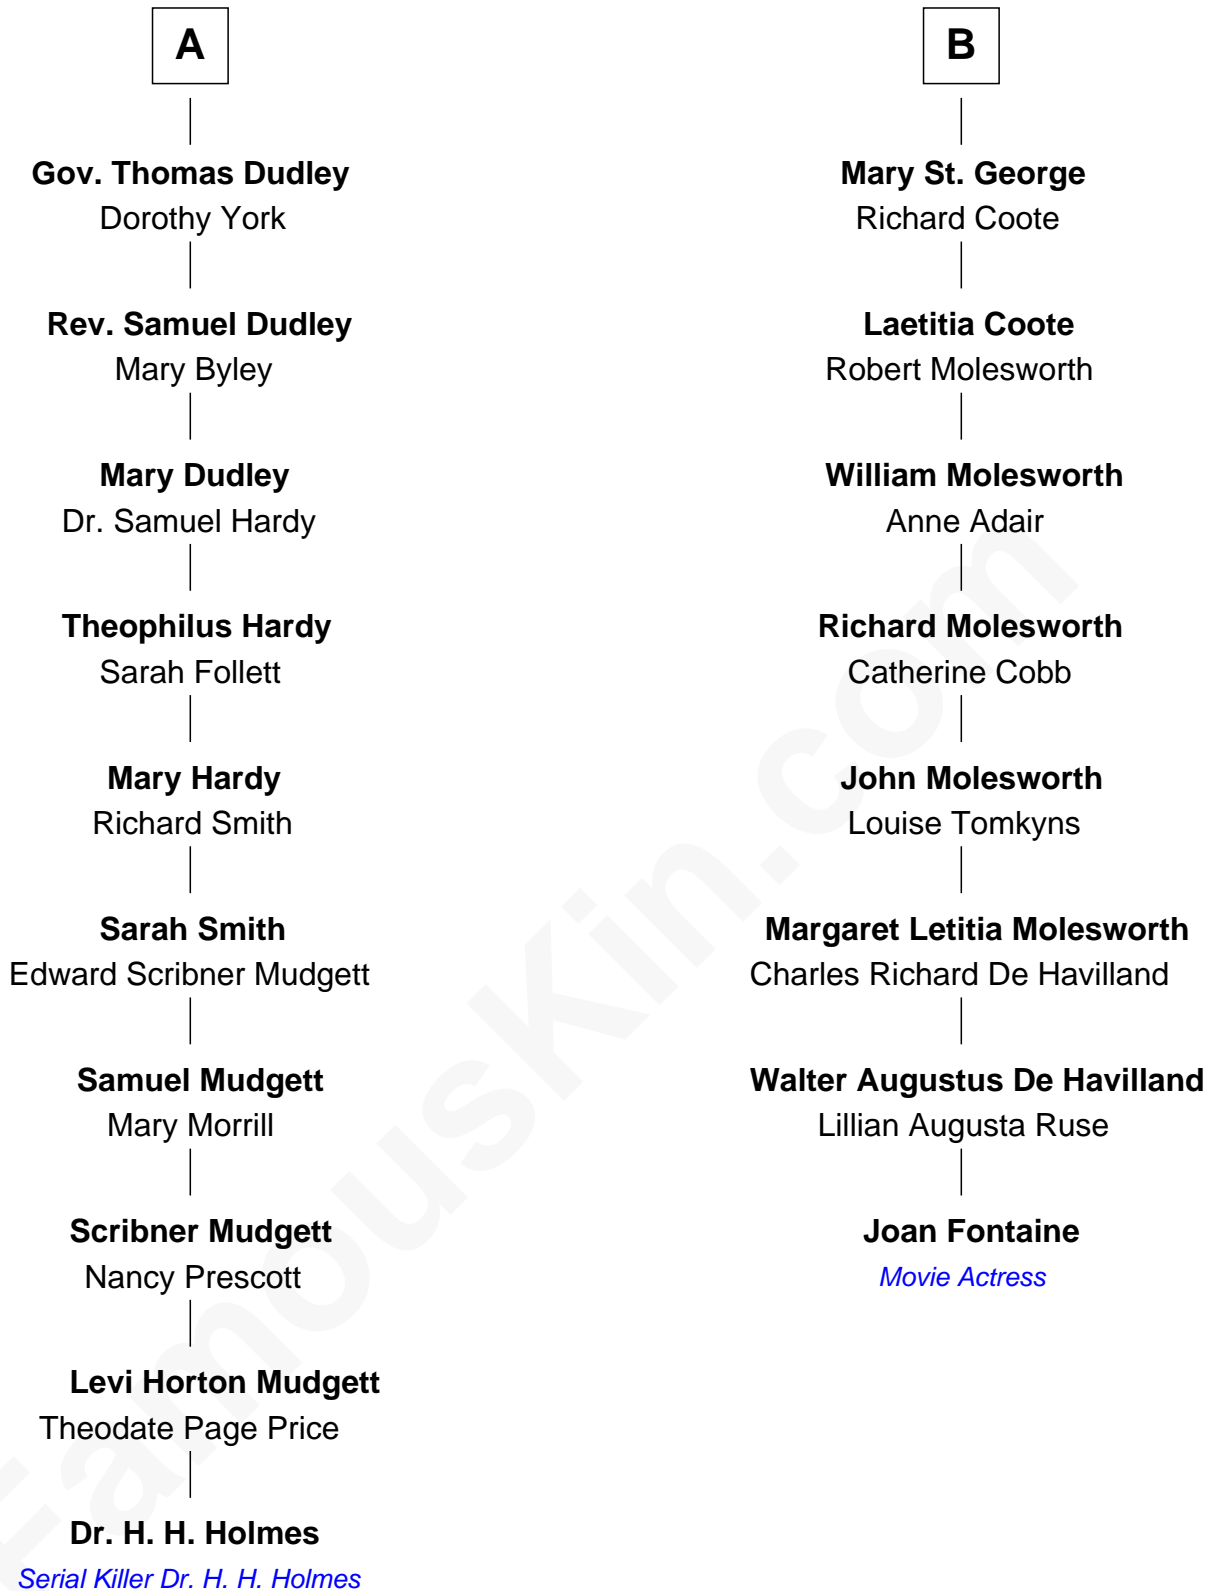 A
Gov. Thomas Dudley
Dorothy York
Rev. Samuel Dudley
Mary Byley
Mary Dudley
Dr. Samuel Hardy
Theophilus Hardy
Sarah Follett
Mary Hardy
Richard Smith
Sarah Smith
Edward Scribner Mudgett
Samuel Mudgett
Mary Morrill
Scribner Mudgett
Nancy Prescott
Levi Horton Mudgett
Theodate Page Price
Dr. H. H. Holmes
Serial Killer Dr. H. H. Holmes
B
Mary St. George
Richard Coote
Laetitia Coote
Robert Molesworth
William Molesworth
Anne Adair
Richard Molesworth
Catherine Cobb
John Molesworth
Louise Tomkyns
Margaret Letitia Molesworth
Charles Richard De Havilland
Walter Augustus De Havilland
Lillian Augusta Ruse
Joan Fontaine
Movie Actress
FamousKin.com